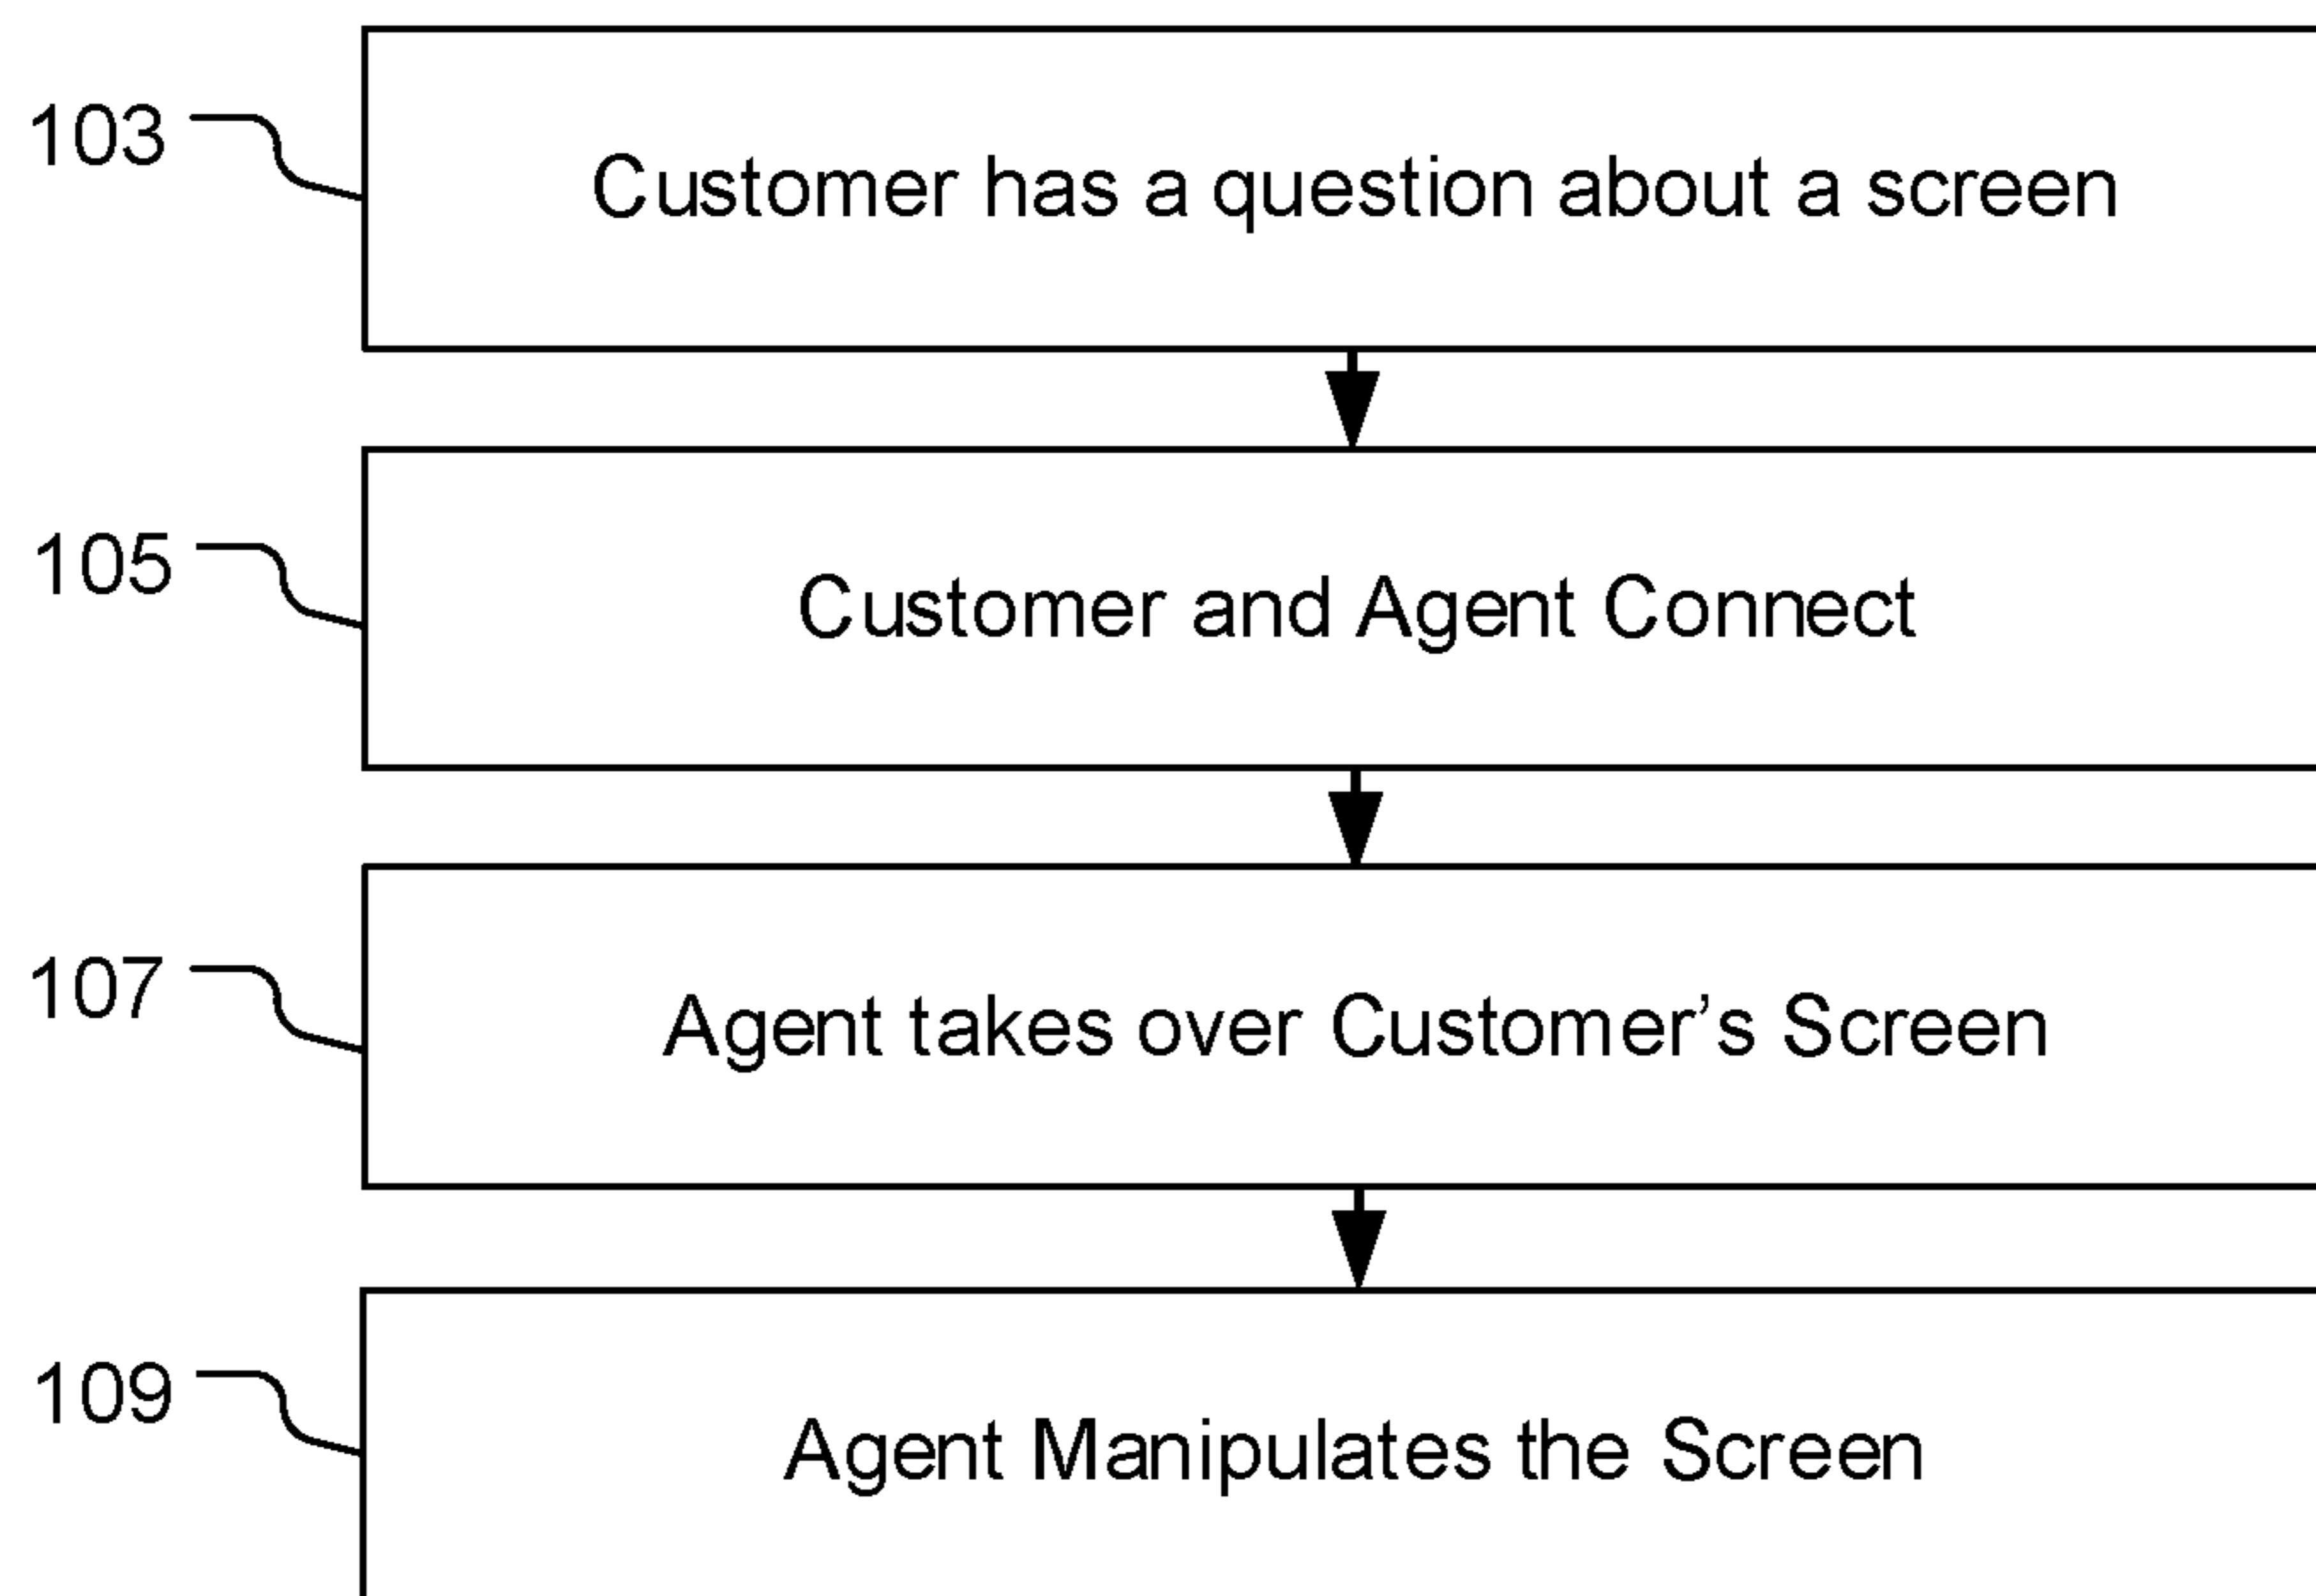 103
Customer has a question about a screen
105
Customer and Agent Connect
107
Agent takes over Customer’s Screen
109
Agent Manipulates the Screen